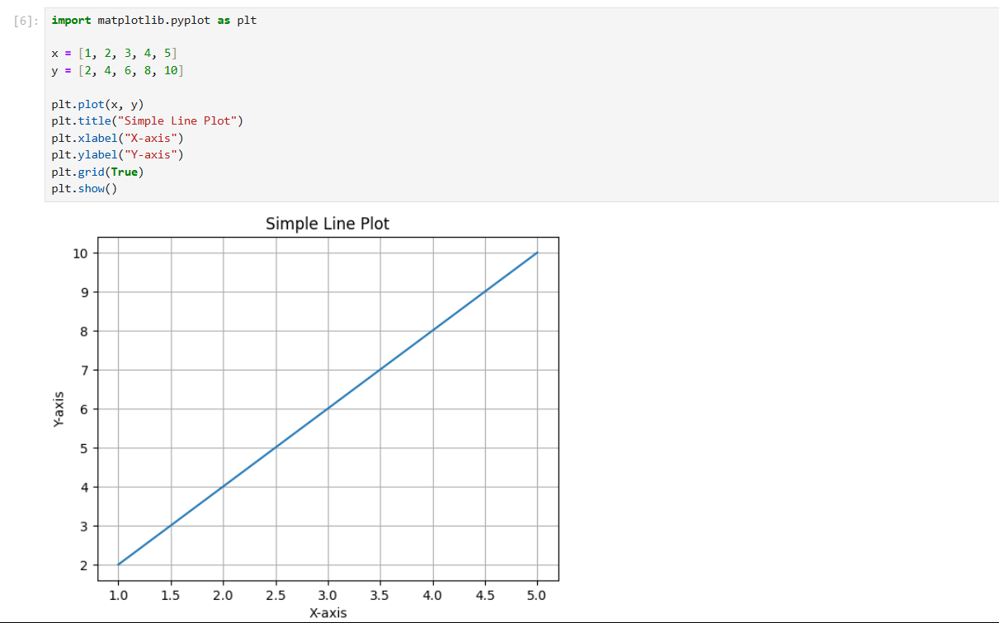 [6]: import matplotlib.pyplot as plt
x = [1, 2, 3, 4, 5]
y = [2, 4, 6, 8, 10]
plt.plot(x, y)
plt.title("Simple Line Plot")
plt.xlabel("X-axis")
plt.ylabel("Y-axis")
plt.grid(True)
plt.show()
Simple Line Plot
10
9
8
7
6
5
4
3
2
Y-axis
1.0 1.5 2.0 2.5 3.0 3.5 4.0 4.5 5.0
X-axis